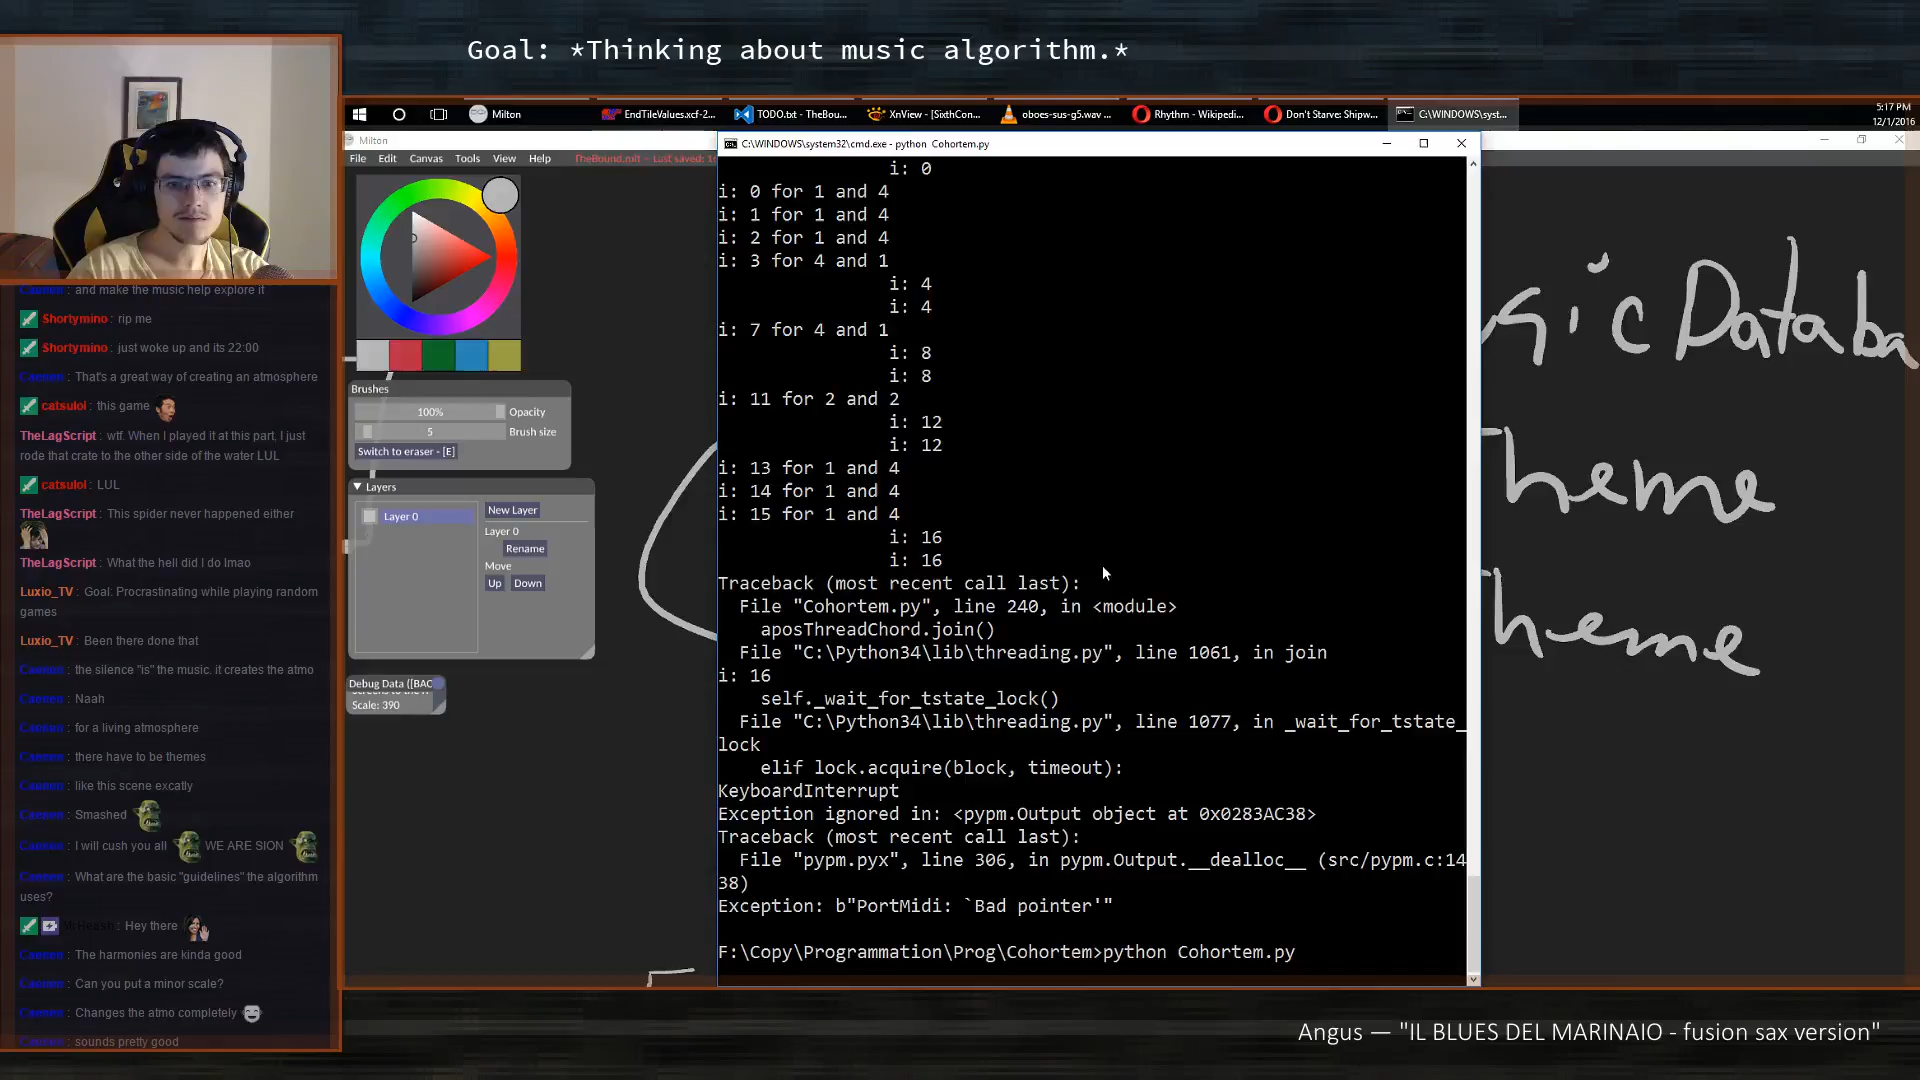 Goal: *Thinking about music algorithm.*
Milton
EndTileValues.xcf-2...
TODO.txt - TheBou...
XnView - [SixthCon...
oboes-sus-g5.wav ...
Rhythm - Wikipedi...
Don't Starve: Shipw...
C:\WINDOWS\syst...
5:17 PM
12/1/2016
Milton
File Edit Canvas Tools View Help
TheBound.mlt -- Last saved: 1
Brushes
100% Opacity
5 Brush size
Switch to eraser - [E]
Layers
Layer 0
New Layer
Layer 0
Rename
Move
Up Down
Debug Data ([BAC
Scale: 390
C:\WINDOWS\system32\cmd.exe - python Cohortem.py
i: 0
i: 0 for 1 and 4
i: 1 for 1 and 4
i: 2 for 1 and 4
i: 3 for 4 and 1
i: 4
i: 4
i: 7 for 4 and 1
i: 8
i: 8
i: 11 for 2 and 2
i: 12
i: 12
i: 13 for 1 and 4
i: 14 for 1 and 4
i: 15 for 1 and 4
i: 16
i: 16
Traceback (most recent call last):
File "Cohortem.py", line 240, in <module>
aposThreadChord.join()
File "C:\Python34\lib\threading.py", line 1061, in join
i: 16
self._wait_for_tstate_lock()
File "C:\Python34\lib\threading.py", line 1077, in _wait_for_tstate_
lock
elif lock.acquire(block, timeout):
KeyboardInterrupt
Exception ignored in: <pypm.Output object at 0x0283AC38>
Traceback (most recent call last):
File "pypm.pyx", line 306, in pypm.Output.__dealloc__ (src/pypm.c:14
38)
Exception: b"PortMidi: `Bad pointer'"
F:\Copy\Programmation\Prog\Cohortem>python Cohortem.py
sic Databa
Theme
Theme
: and make the music help explore it
Shortymino : rip me
Shortymino : just woke up and its 22:00
: That's a great way of creating an atmosphere
catsulol : this game
TheLagScript : wtf. When I played it at this part, I just
rode that crate to the other side of the water LUL
catsulol : LUL
TheLagScript : This spider never happened either
TheLagScript : What the hell did I do lmao
Luxio_TV : Goal: Procrastinating while playing random
games
Luxio_TV : Been there done that
: the silence "is" the music. it creates the atmo
: Naah
: for a living atmosphere
: there have to be themes
: like this scene excatly
: Smashed
: I will cush you all WE ARE SION
: What are the basic "guidelines" the algorithm
uses?
: Hey there
: The harmonies are kinda good
: Can you put a minor scale?
: Changes the atmo completely
: sounds pretty good
Angus — "IL BLUES DEL MARINAIO - fusion sax version"